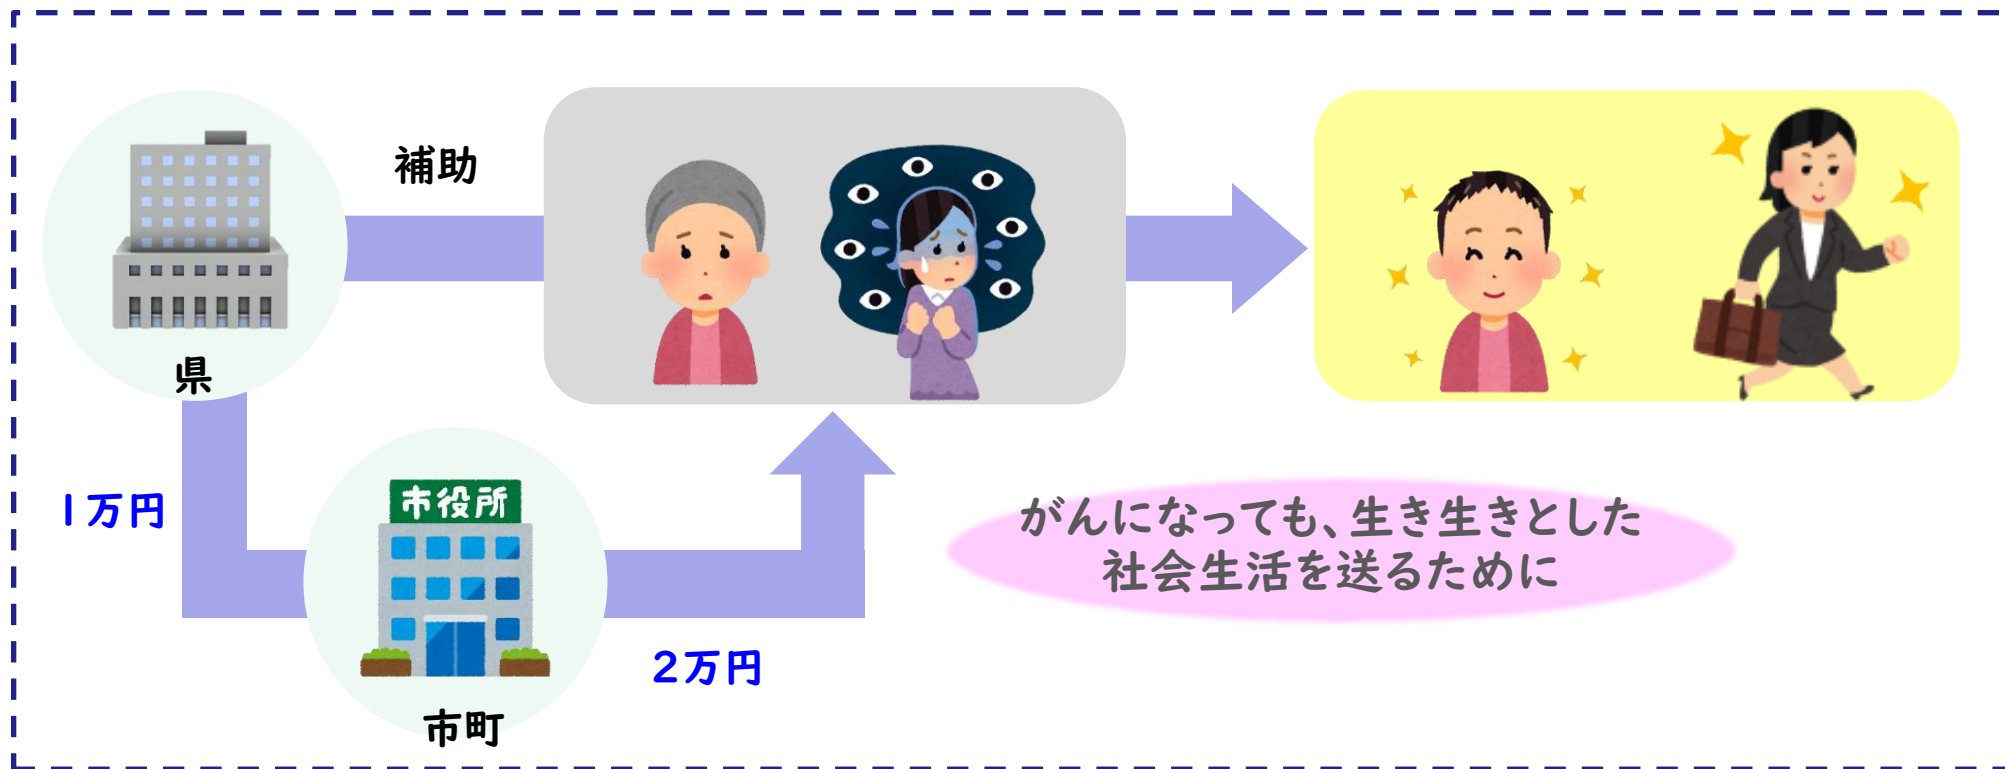 補助
県
1万円
市役所
2万円
市町
がんになっても、生き生きとした
社会生活を送るために